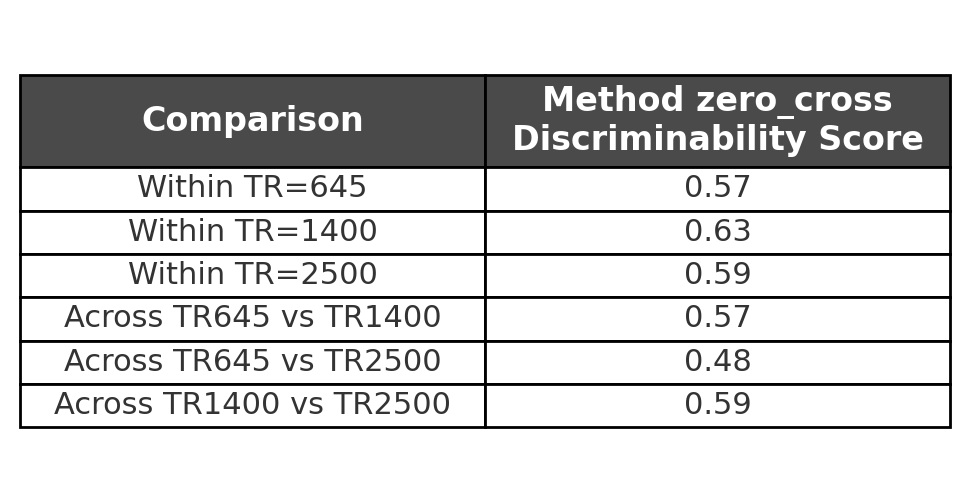 Comparison
Method zero_cross
Discriminability Score
Within TR=645 0.57
Within TR=1400 0.63
Within TR=2500 0.59
Across TR645 vs TR1400 0.57
Across TR645 vs TR2500 0.48
Across TR1400 vs TR2500 0.59